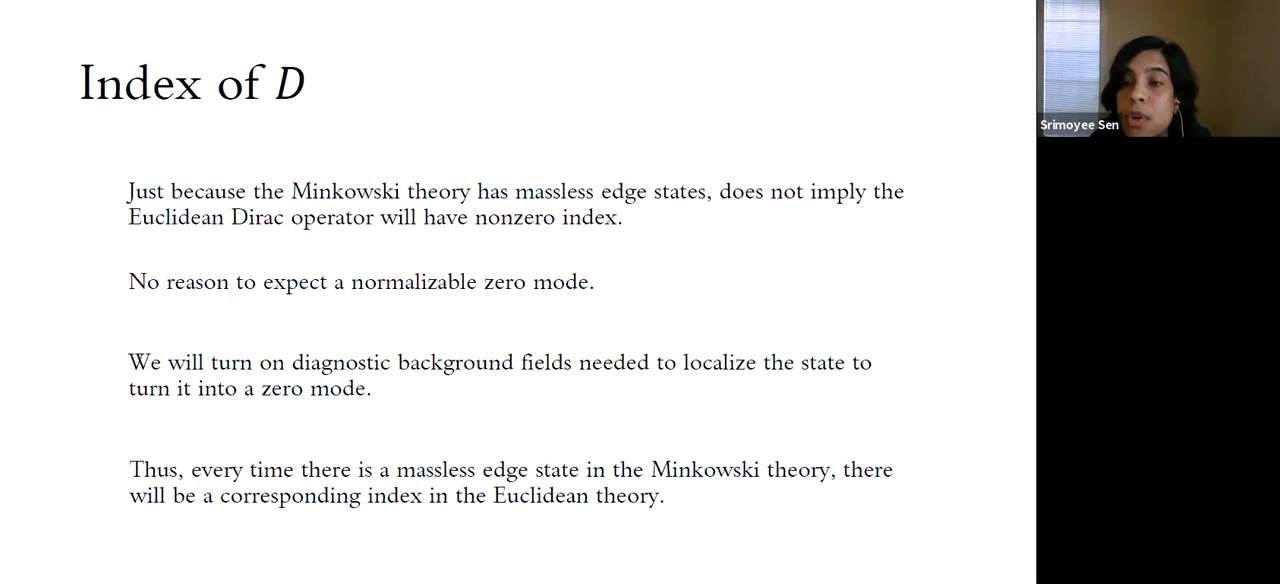 Index of D
Just because the Minkowski theory has massless edge states, does not imply the
Euclidean Dirac operator will have nonzero index.
No reason to expect a normalizable zero mode.
We will turn on diagnostic background fields needed to localize the state to
turn it into a zero mode.
Thus, every time there is a massless edge state in the Minkowski theory, there
will be a corresponding index in the Euclidean theory.
Srimoyee Sen